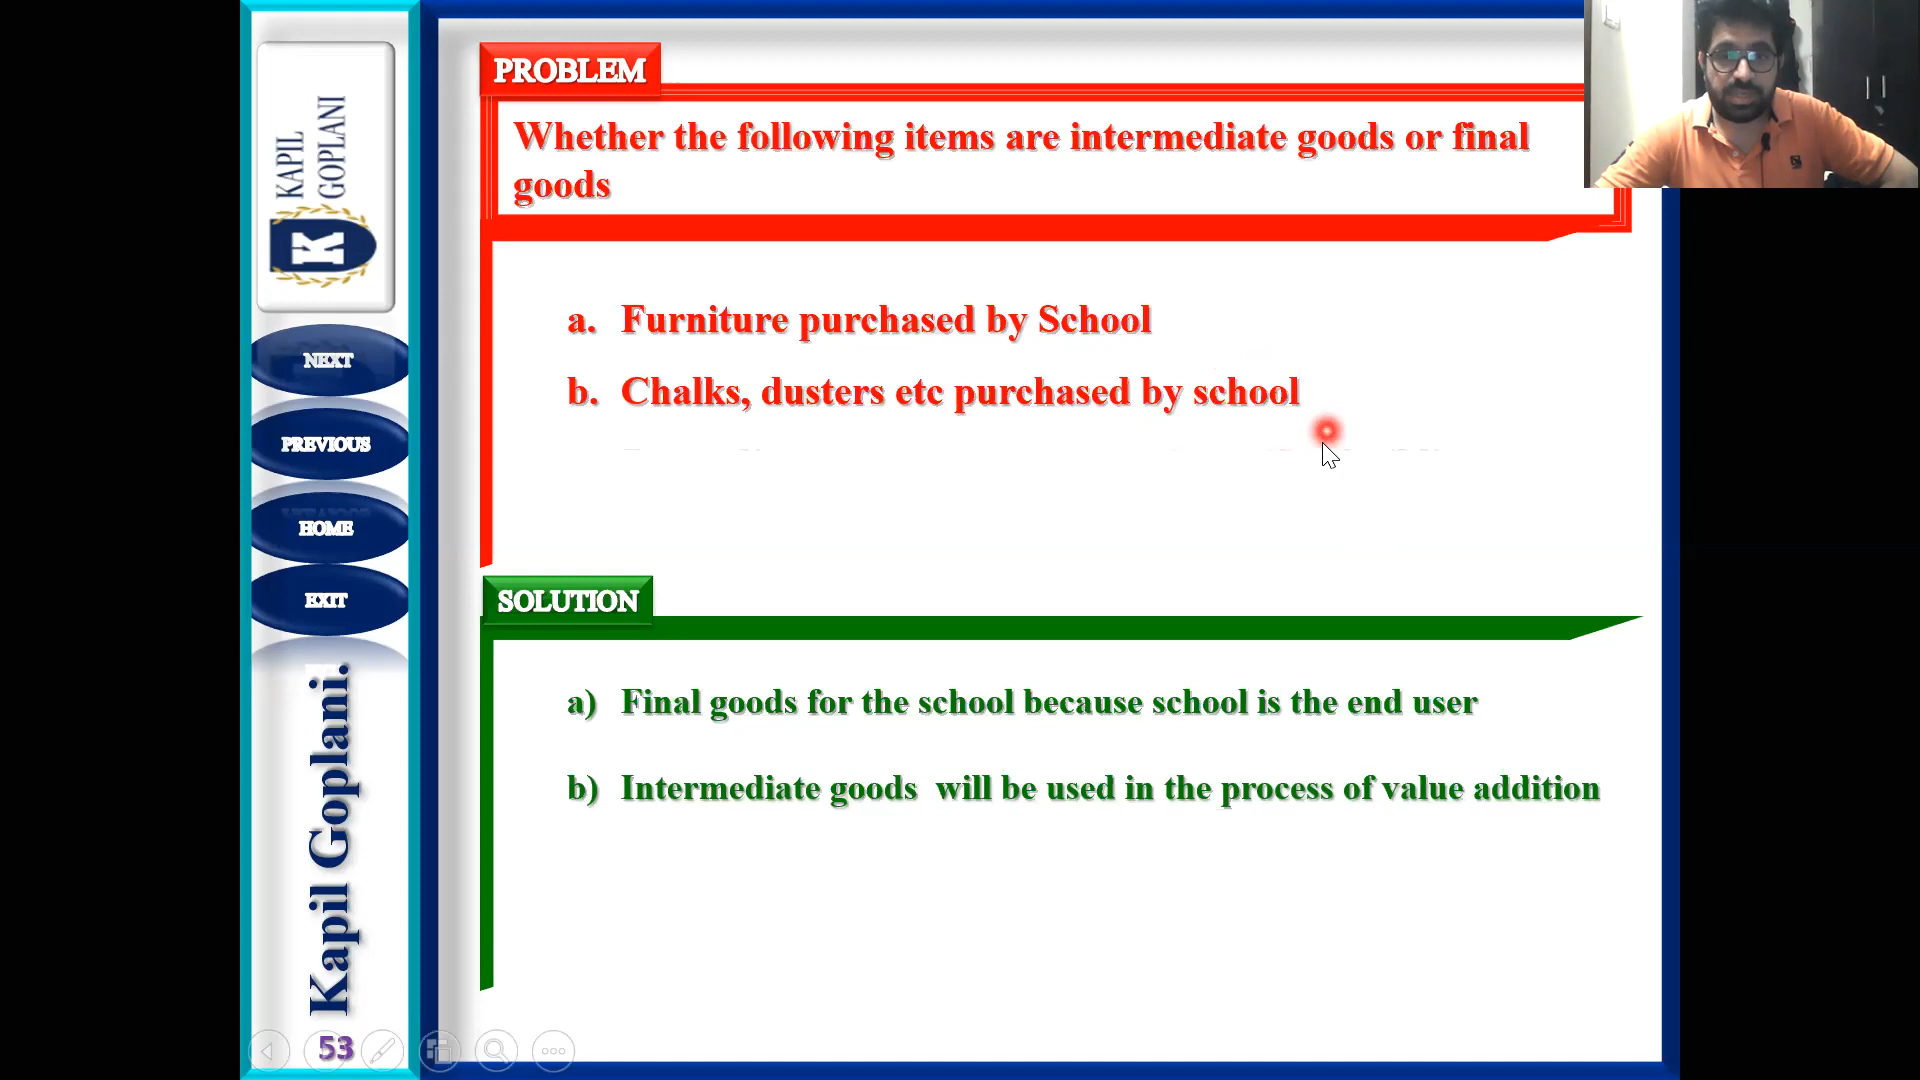 KAPIL
GOPLANI
K
NEXT
PREVIOUS
HOME
EXIT
Kapil Goplani.
53
PROBLEM
Whether the following items are intermediate goods or final
goods
a. Furniture purchased by School
b. Chalks, dusters etc purchased by school
SOLUTION
a) Final goods for the school because school is the end user
b) Intermediate goods will be used in the process of value addition